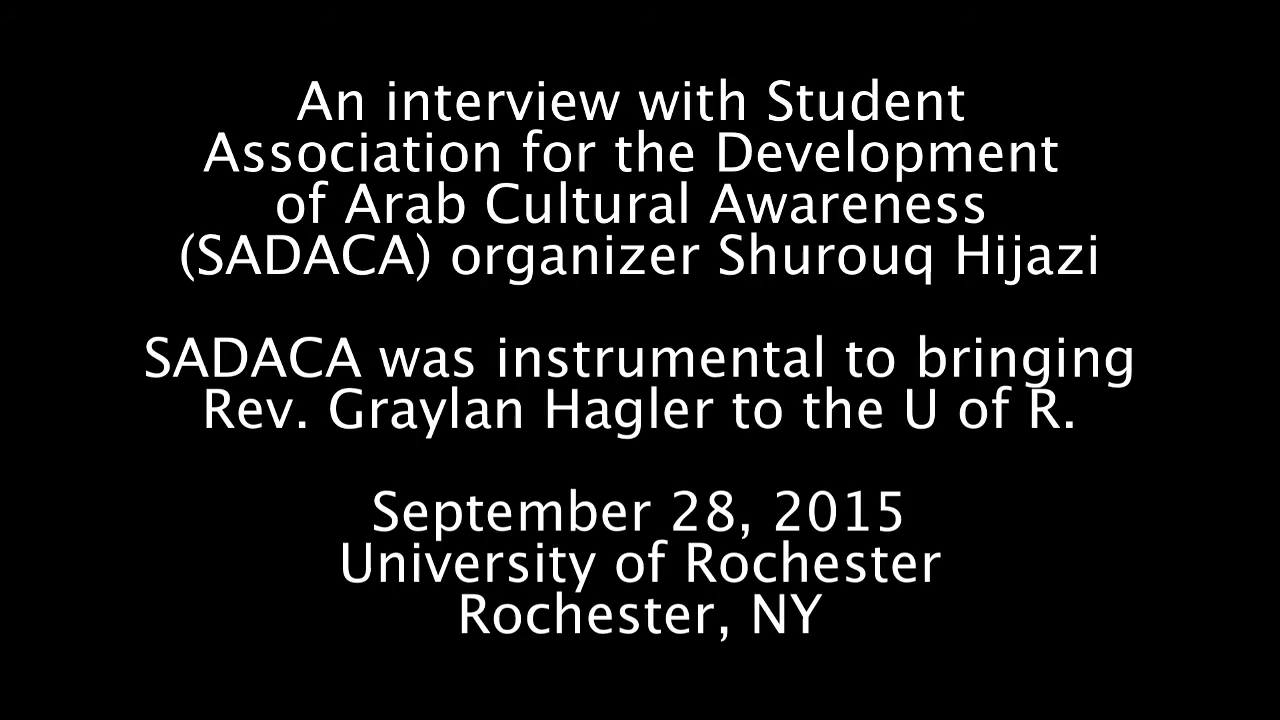 An interview with Student
Association for the Development
of Arab Cultural Awareness
(SADACA) organizer Shurouq Hijazi
SADACA was instrumental to bringing
Rev. Graylan Hagler to the U of R.
September 28, 2015
University of Rochester
Rochester, NY